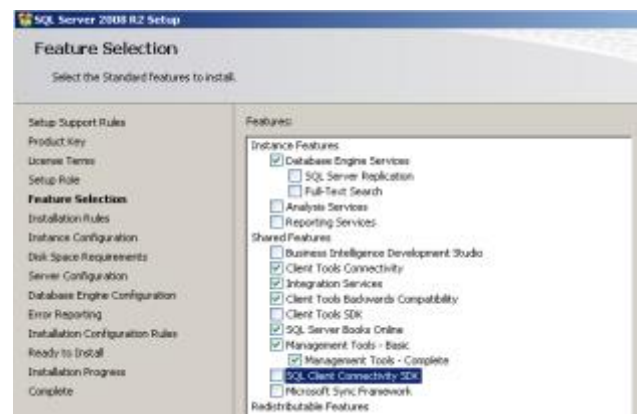 SQL Server 2008 R2 Setup
Feature Selection
Select the Standard features to install.
Setup Support Rules
Product Key
License Terms
Setup Role
Feature Selection
Installation Rules
Instance Configuration
Disk Space Requirements
Server Configuration
Database Engine Configuration
Error Reporting
Installation Configuration Rules
Ready to Install
Installation Progress
Complete
Features:
Instance Features
Database Engine Services
SQL Server Replication
Full-Text Search
Analysis Services
Reporting Services
Shared Features
Business Intelligence Development Studio
Client Tools Connectivity
Integration Services
Client Tools Backwards Compatibility
Client Tools SDK
SQL Server Books Online
Management Tools - Basic
Management Tools - Complete
SQL Client Connectivity SDK
Microsoft Sync Framework
Redistributable Features